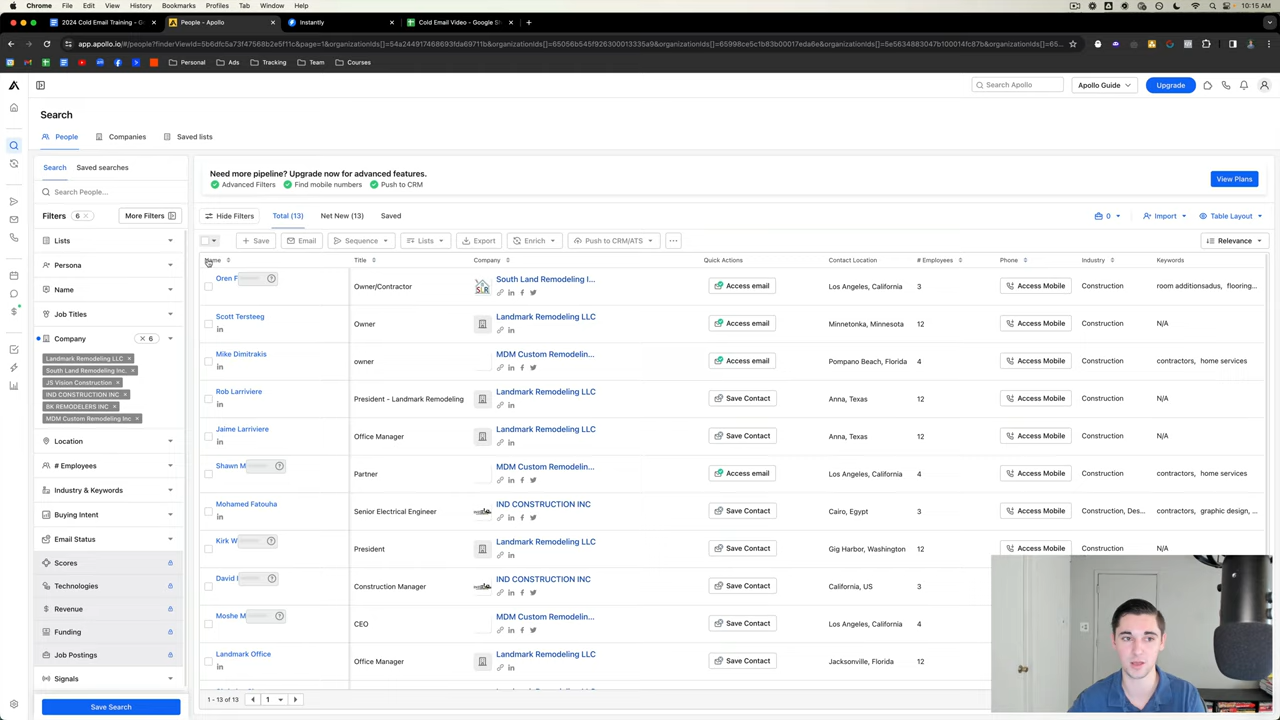 Chrome File Edit View History Bookmarks Profiles Tab Window Help 10:15 AM
2024 Cold Email Training - G People - Apollo Instantly Cold Email Video - Google Sh
Personal Ads Tracking Team Courses
Search Apollo Apollo Guide Upgrade
Search
People Companies Saved lists
Search Saved searches
Search People...
Filters 6 More Filters
Lists
Persona
Name
Job Titles
Company 6
Landmark Remodeling LLC
South Land Remodeling Inc.
JS Vision Construction
IND CONSTRUCTION INC
BK REMODELERS INC
MDM Custom Remodeling Inc
Location
# Employees
Industry & Keywords
Buying Intent
Email Status
Scores
Technologies
Revenue
Funding
Job Postings
Signals
Save Search
Need more pipeline? Upgrade now for advanced features.
Advanced Filters Find mobile numbers Push to CRM
View Plans
Hide Filters Total (13) Net New (13) Saved 0 Import Table Layout
+ Save Email Sequence Lists Export Enrich Push to CRM/ATS ... Relevance
Name Title Company Quick Actions Contact Location # Employees Phone Industry Keywords
Oren F Owner/Contractor South Land Remodeling I... Access email Los Angeles, California 3 Access Mobile Construction room additionsadus, flooring...
Scott Tersteeg Owner Landmark Remodeling LLC Access email Minnetonka, Minnesota 12 Access Mobile Construction N/A
Mike Dimitrakis owner MDM Custom Remodelin... Access email Pompano Beach, Florida 4 Access Mobile Construction contractors, home services
Rob Larriviere President - Landmark Remodeling Landmark Remodeling LLC Save Contact Anna, Texas 12 Access Mobile Construction N/A
Jaime Larriviere Office Manager Landmark Remodeling LLC Save Contact Anna, Texas 12 Access Mobile Construction N/A
Shawn M Partner MDM Custom Remodelin... Access email Los Angeles, California 4 Access Mobile Construction contractors, home services
Mohamed Fatouha Senior Electrical Engineer IND CONSTRUCTION INC Save Contact Cairo, Egypt 3 Access Mobile Construction, Des... contractors, graphic design, ...
Kirk W President Landmark Remodeling LLC Save Contact Gig Harbor, Washington 12 Access Mobile Construction N/A
David Construction Manager IND CONSTRUCTION INC Save Contact California, US 3
Moshe M CEO MDM Custom Remodelin... Save Contact Los Angeles, California 4
Landmark Office Office Manager Landmark Remodeling LLC Save Contact Jacksonville, Florida 12
1 - 13 of 13 1